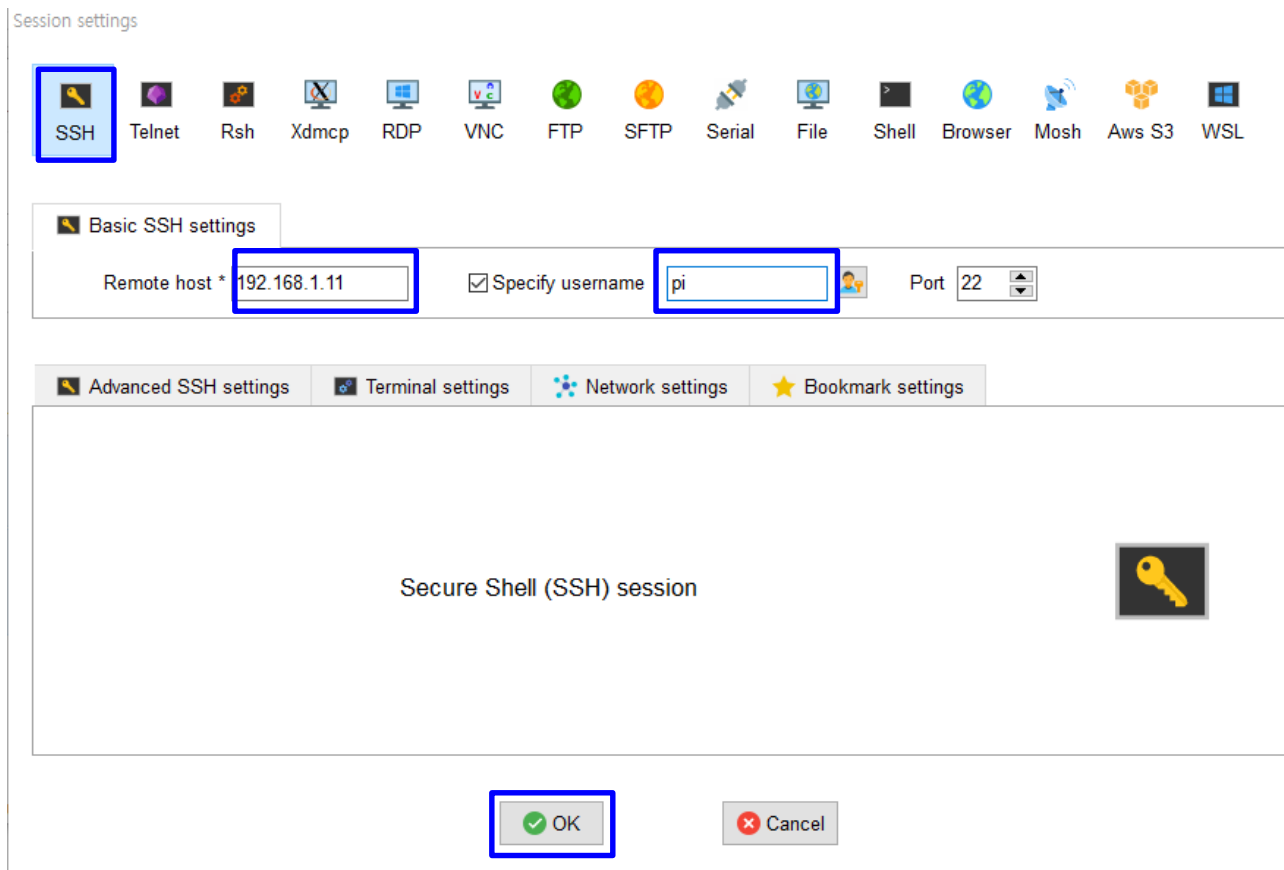 Session settings
SSH Telnet Rsh Xdmcp RDP VNC FTP SFTP Serial File Shell Browser Mosh Aws S3 WSL
Basic SSH settings
Remote host * 192.168.1.11 Specify username pi Port 22
Advanced SSH settings Terminal settings Network settings Bookmark settings
Secure Shell (SSH) session
OK Cancel